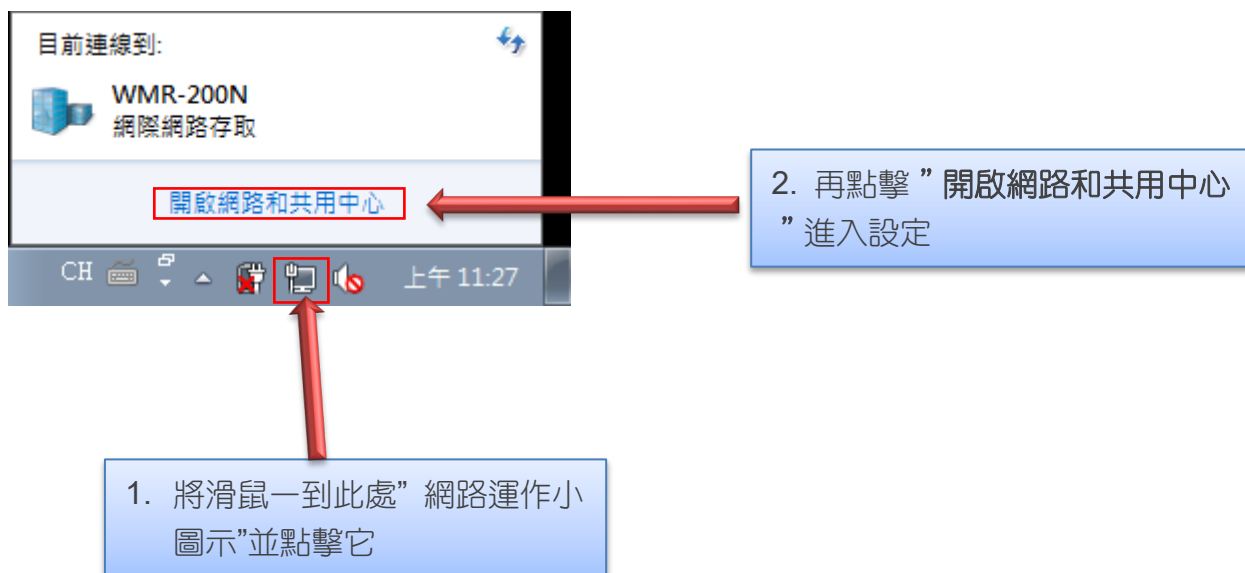 目前連線到:
WMR-200N
網際網路存取
開啟網路和共用中心
CH
上午 11:27
2. 再點擊 ” 開啟網路和共用中心
” 進入設定
1. 將滑鼠一到此處” 網路運作小
圖示”並點擊它